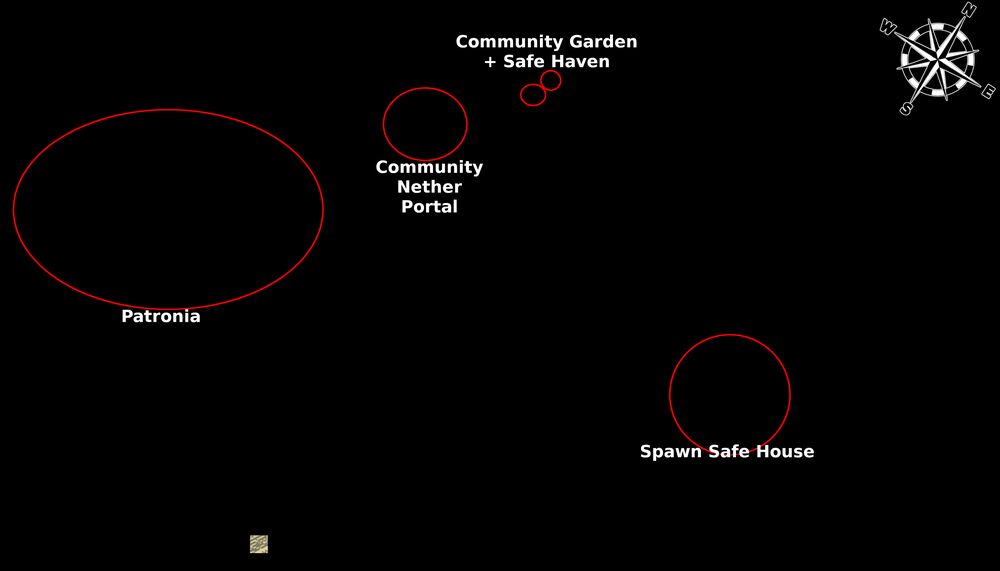 Community Garden
+ Safe Haven
N
W
E
S
Community
Nether
Portal
Patronia
Spawn Safe House